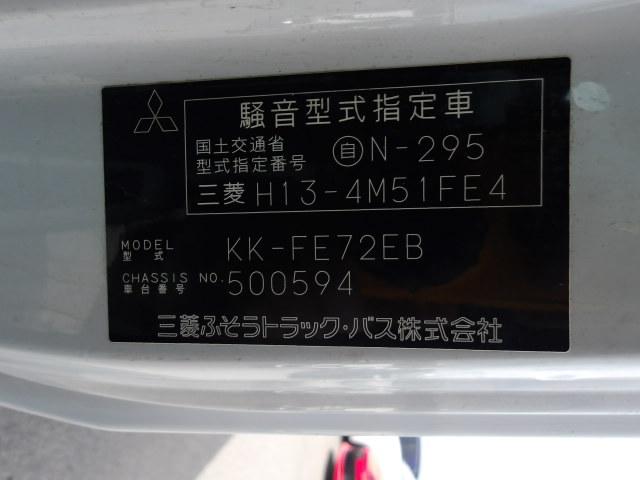 騒音型式指定車
国土交通省
型式指定番号 自N-295
三菱 H13-4M51FE4
MODEL
型式 KK-FE72EB
CHASSIS NO.
車台番号 500594
三菱ふそうトラック・バス株式会社